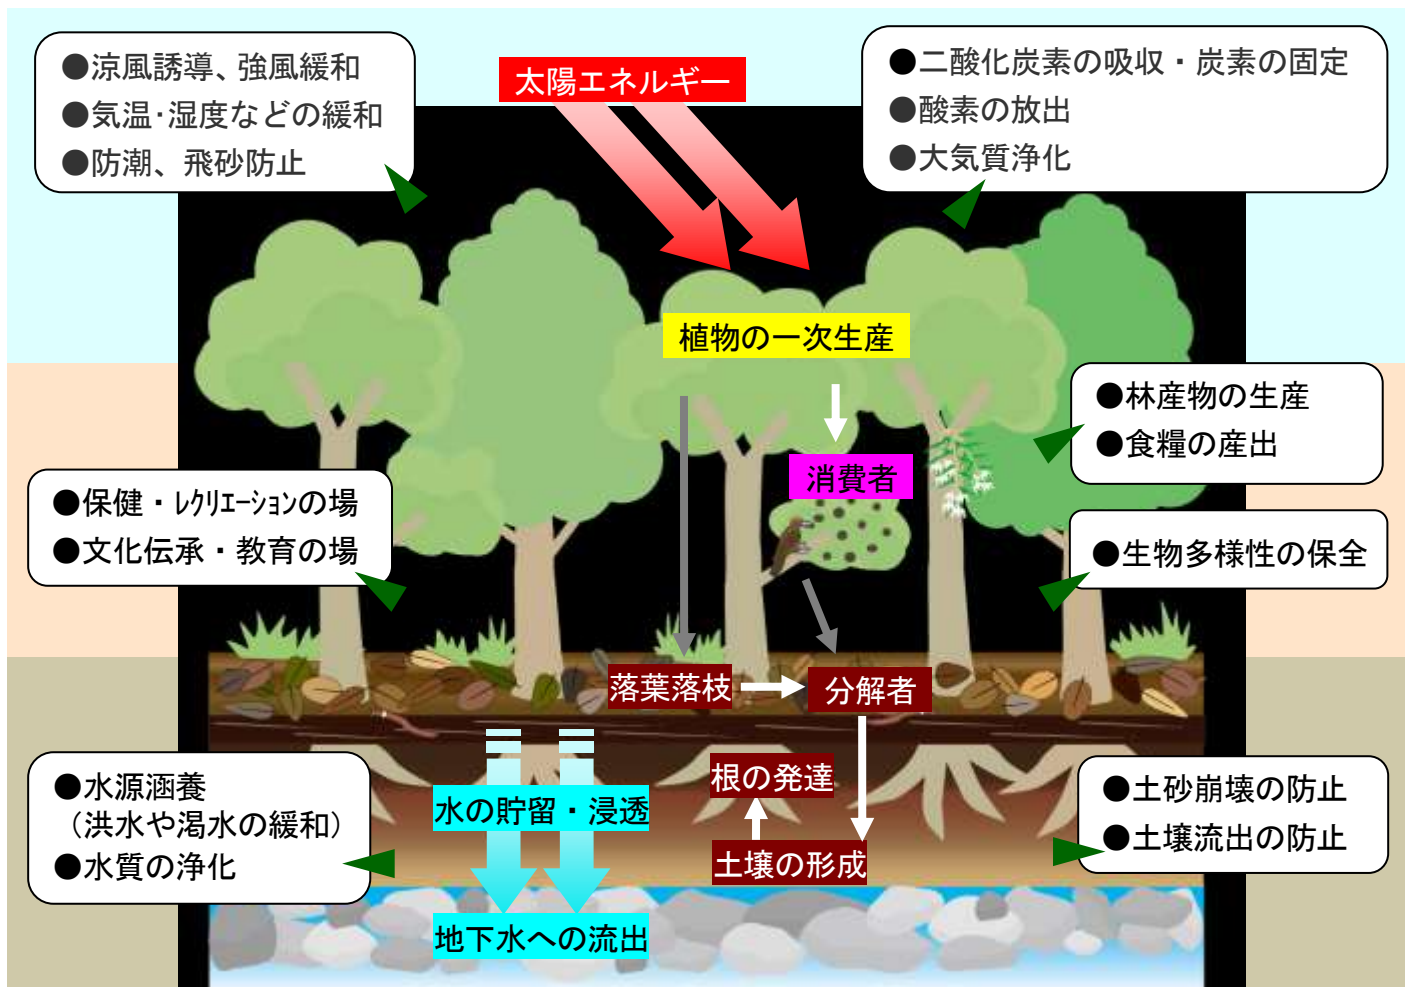 ●涼風誘導、強風緩和
●気温･湿度などの緩和
●防潮、飛砂防止
太陽エネルギー
●二酸化炭素の吸収・炭素の固定
●酸素の放出
●大気質浄化
植物の一次生産
●林産物の生産
●食糧の産出
消費者
●保健・ﾚｸﾘｴｰｼｮﾝの場
●文化伝承・教育の場
●生物多様性の保全
落葉落枝
分解者
●水源涵養
（洪水や渇水の緩和）
●水質の浄化
水の貯留・浸透
根の発達
土壌の形成
●土砂崩壊の防止
●土壌流出の防止
地下水への流出